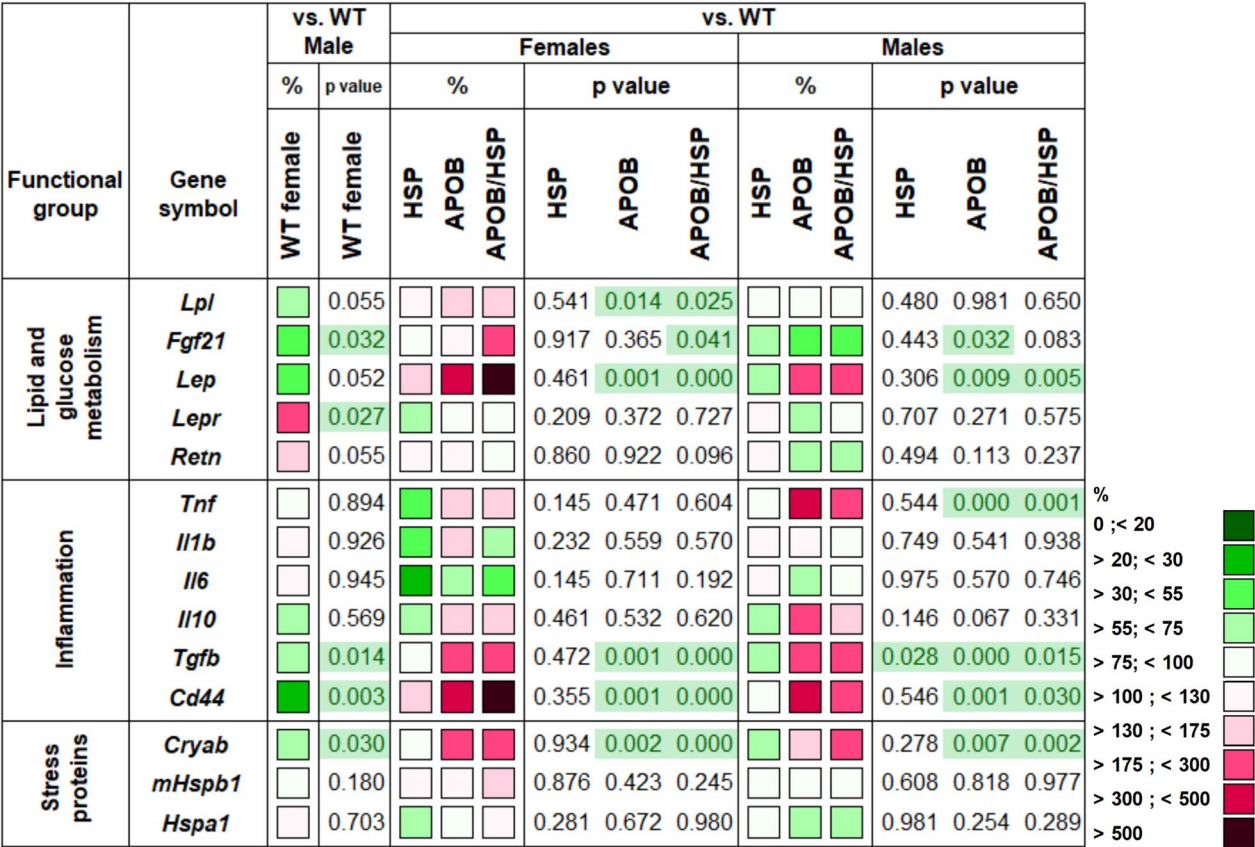 vs. WT
Male
vs. WT
Females
Males
% p value % p value % p value
Functional group
Gene symbol
WT female
WT female
HSP
APOB
APOB/HSP
HSP
APOB
APOB/HSP
HSP
APOB
APOB/HSP
HSP
APOB
APOB/HSP
Lipid and glucose metabolism
Lpl 0.055 0.541 0.014 0.025 0.480 0.981 0.650
Fgf21 0.032 0.917 0.365 0.041 0.443 0.032 0.083
Lep 0.052 0.461 0.001 0.000 0.306 0.009 0.005
Lepr 0.027 0.209 0.372 0.727 0.707 0.271 0.575
Retn 0.055 0.860 0.922 0.096 0.494 0.113 0.237
Inflammation
Tnf 0.894 0.145 0.471 0.604 0.544 0.000 0.001
Il1b 0.926 0.232 0.559 0.570 0.749 0.541 0.938
Il6 0.945 0.145 0.711 0.192 0.975 0.570 0.746
Il10 0.569 0.461 0.532 0.620 0.146 0.067 0.331
Tgfb 0.014 0.472 0.001 0.000 0.028 0.000 0.015
Cd44 0.003 0.355 0.001 0.000 0.546 0.001 0.030
Stress proteins
Cryab 0.030 0.934 0.002 0.000 0.278 0.007 0.002
mHspb1 0.180 0.876 0.423 0.245 0.608 0.818 0.977
Hspa1 0.703 0.281 0.672 0.980 0.981 0.254 0.289
%
0 ;< 20
> 20; < 30
> 30; < 55
> 55; < 75
> 75; < 100
> 100 ; < 130
> 130 ; < 175
> 175 ; < 300
> 300 ; < 500
> 500